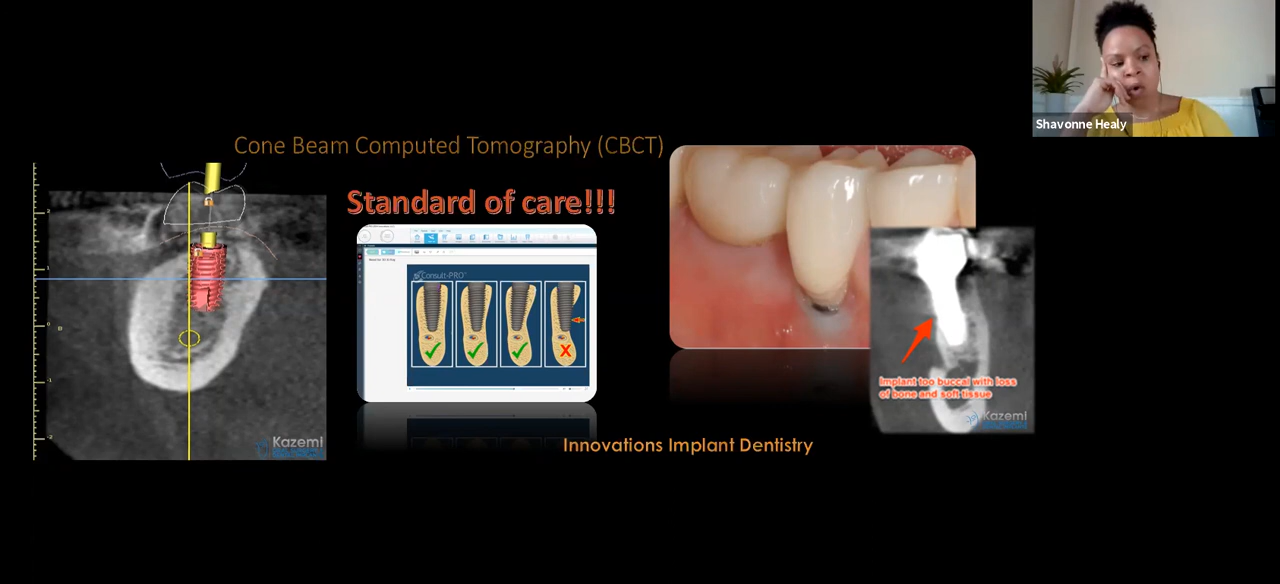 Shavonne Healy
Cone Beam Computed Tomography (CBCT)
Standard of care!!!
Consult-PRO
Implant too buccal with loss
of bone and soft tissue
Kazemi
Kazemi
Innovations Implant Dentistry